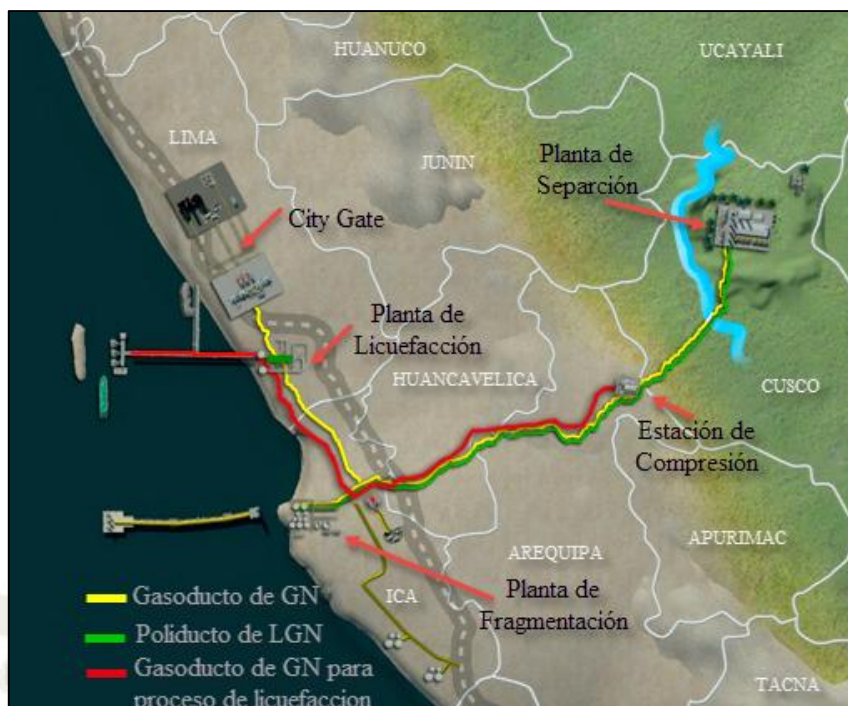 HUANUCO
UCAYALI
LIMA
JUNIN
Planta de
Separción
City Gate
Planta de
Licuefacción
HUANCAVELICA
CUSCO
Estación de
Compresión
AREQUIPA
APURIMAC
Planta de
Fragmentación
ICA
Gasoducto de GN
Poliducto de LGN
Gasoducto de GN para
proceso de licuefaccion
TACNA